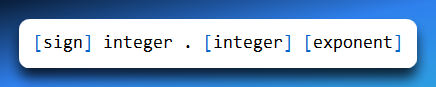 [sign] integer . [integer] [exponent]